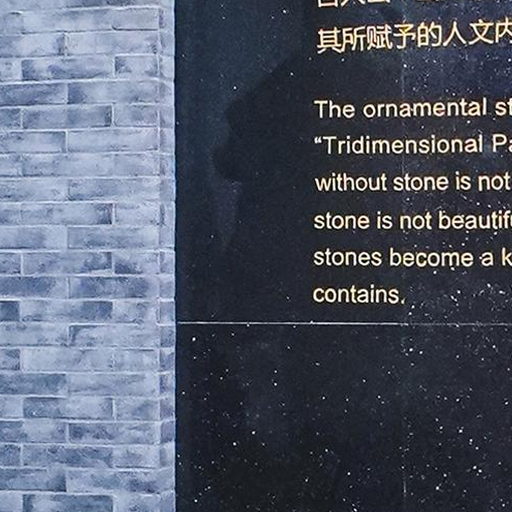 其所赋予的人文内
The ornamental st
“Tridimensional Pa
without stone is not
stone is not beautifu
stones become a k
contains.